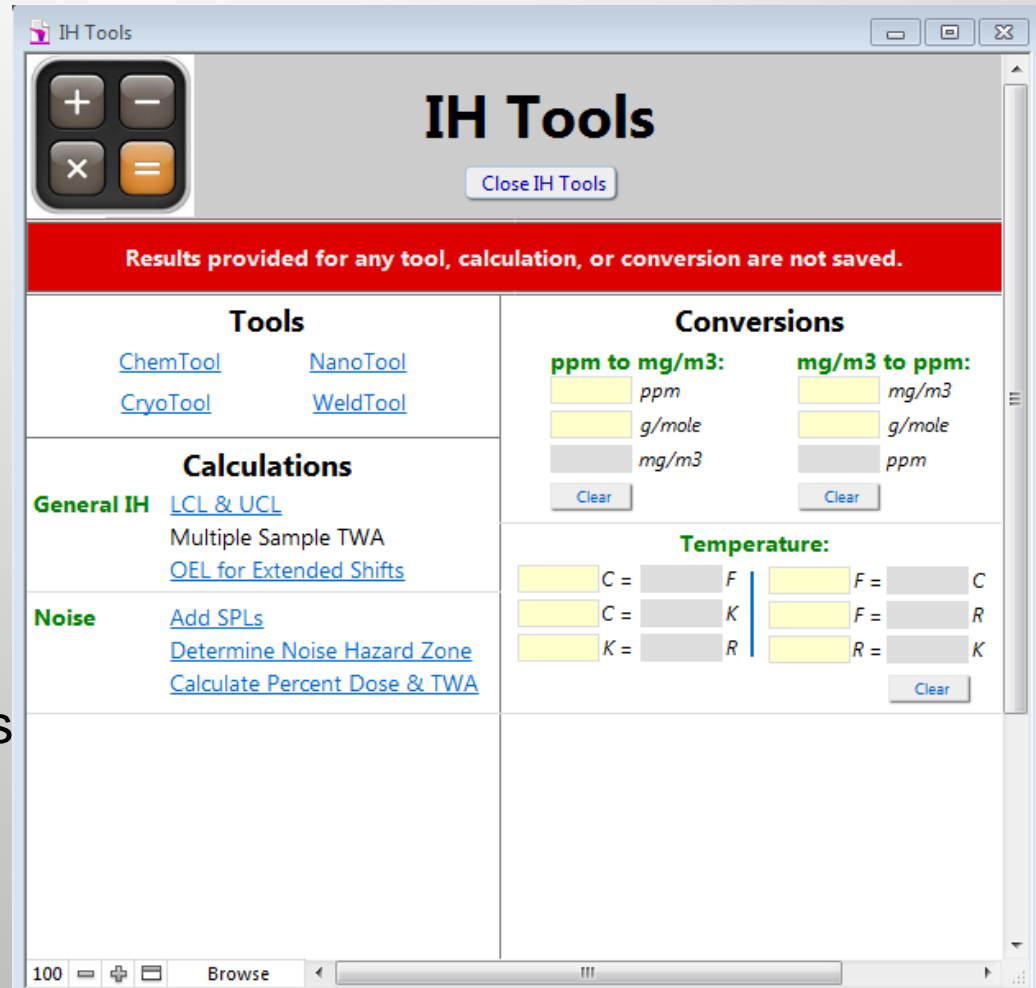 IH Tools
IH Tools
Close IH Tools
Results provided for any tool, calculation, or conversion are not saved.
Tools
ChemTool NanoTool
CryoTool WeldTool
Calculations
General IH LCL & UCL
Multiple Sample TWA
OEL for Extended Shifts
Noise Add SPLs
Determine Noise Hazard Zone
Calculate Percent Dose & TWA
Conversions
ppm to mg/m3: mg/m3 to ppm:
ppm mg/m3
g/mole g/mole
mg/m3 ppm
Clear Clear
Temperature:
C = F F = C
C = K F = R
K = R R = K
Clear
s
100 Browse